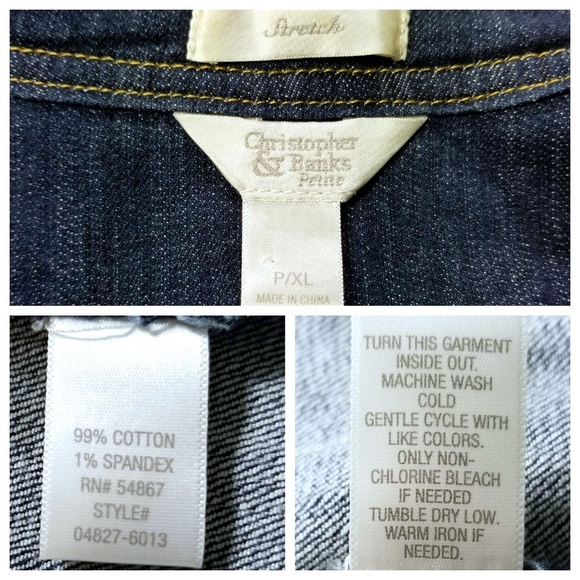 Stretch
Christopher
& Banks
Petite
P/XL
MADE IN CHINA
99% COTTON
1% SPANDEX
RN# 54867
STYLE#
04827-6013
TURN THIS GARMENT
INSIDE OUT.
MACHINE WASH
COLD
GENTLE CYCLE WITH
LIKE COLORS.
ONLY NON-
CHLORINE BLEACH
IF NEEDED
TUMBLE DRY LOW.
WARM IRON IF
NEEDED.